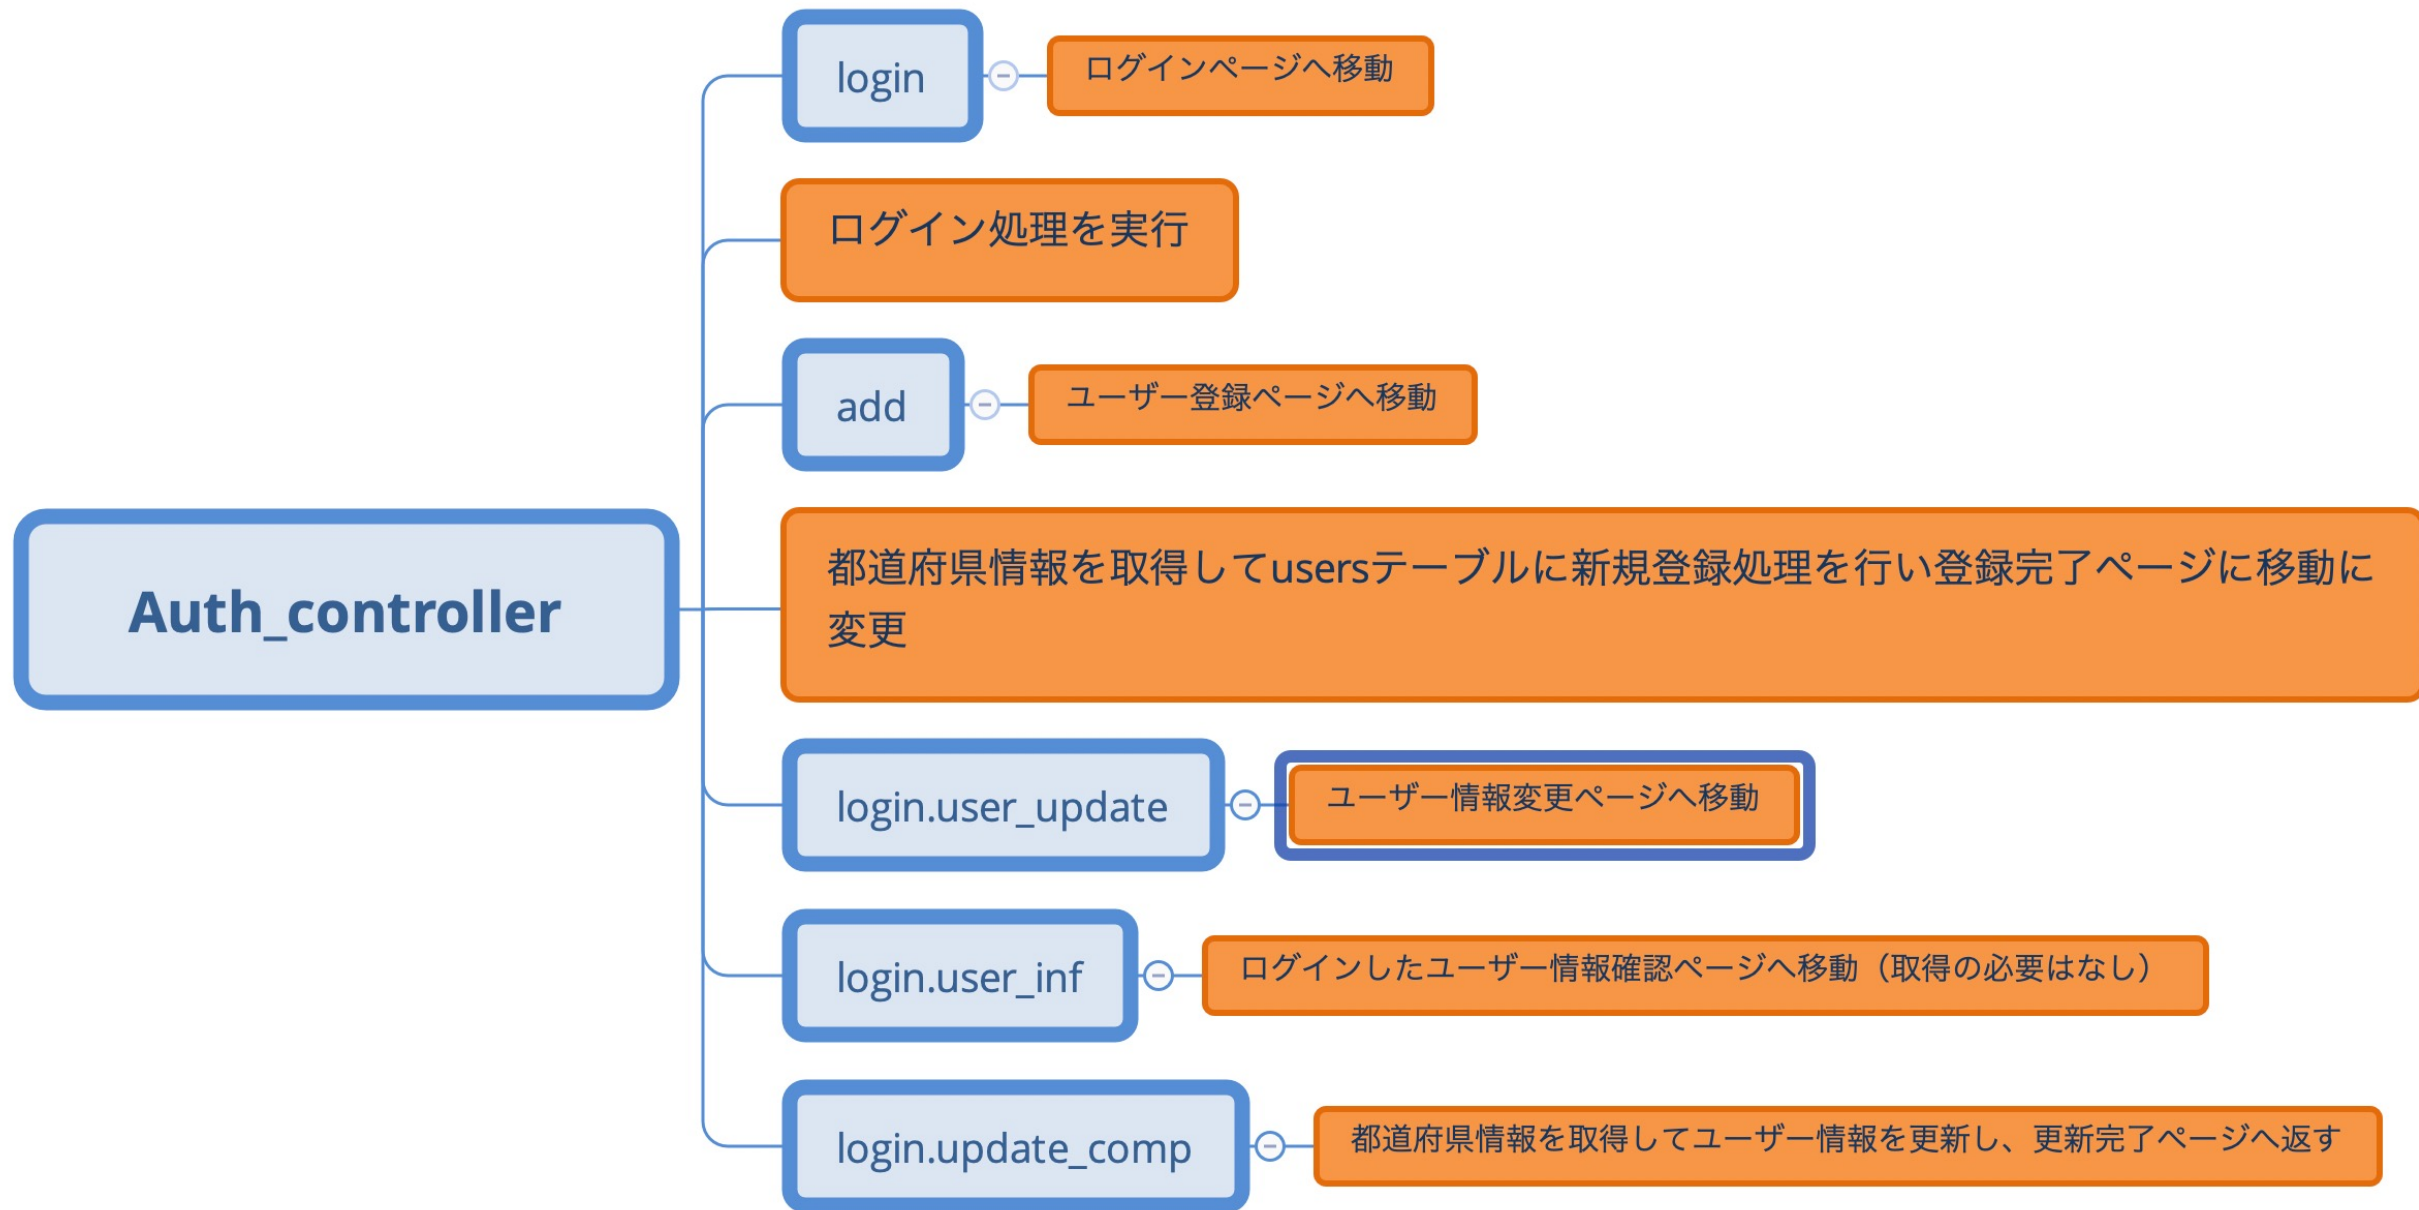 login
ログインページへ移動
ログイン処理を実行
add
ユーザー登録ページへ移動
Auth_controller
都道府県情報を取得してusersテーブルに新規登録処理を行い登録完了ページに移動に
変更
login.user_update
ユーザー情報変更ページへ移動
login.user_inf
ログインしたユーザー情報確認ページへ移動（取得の必要はなし）
login.update_comp
都道府県情報を取得してユーザー情報を更新し、更新完了ページへ返す